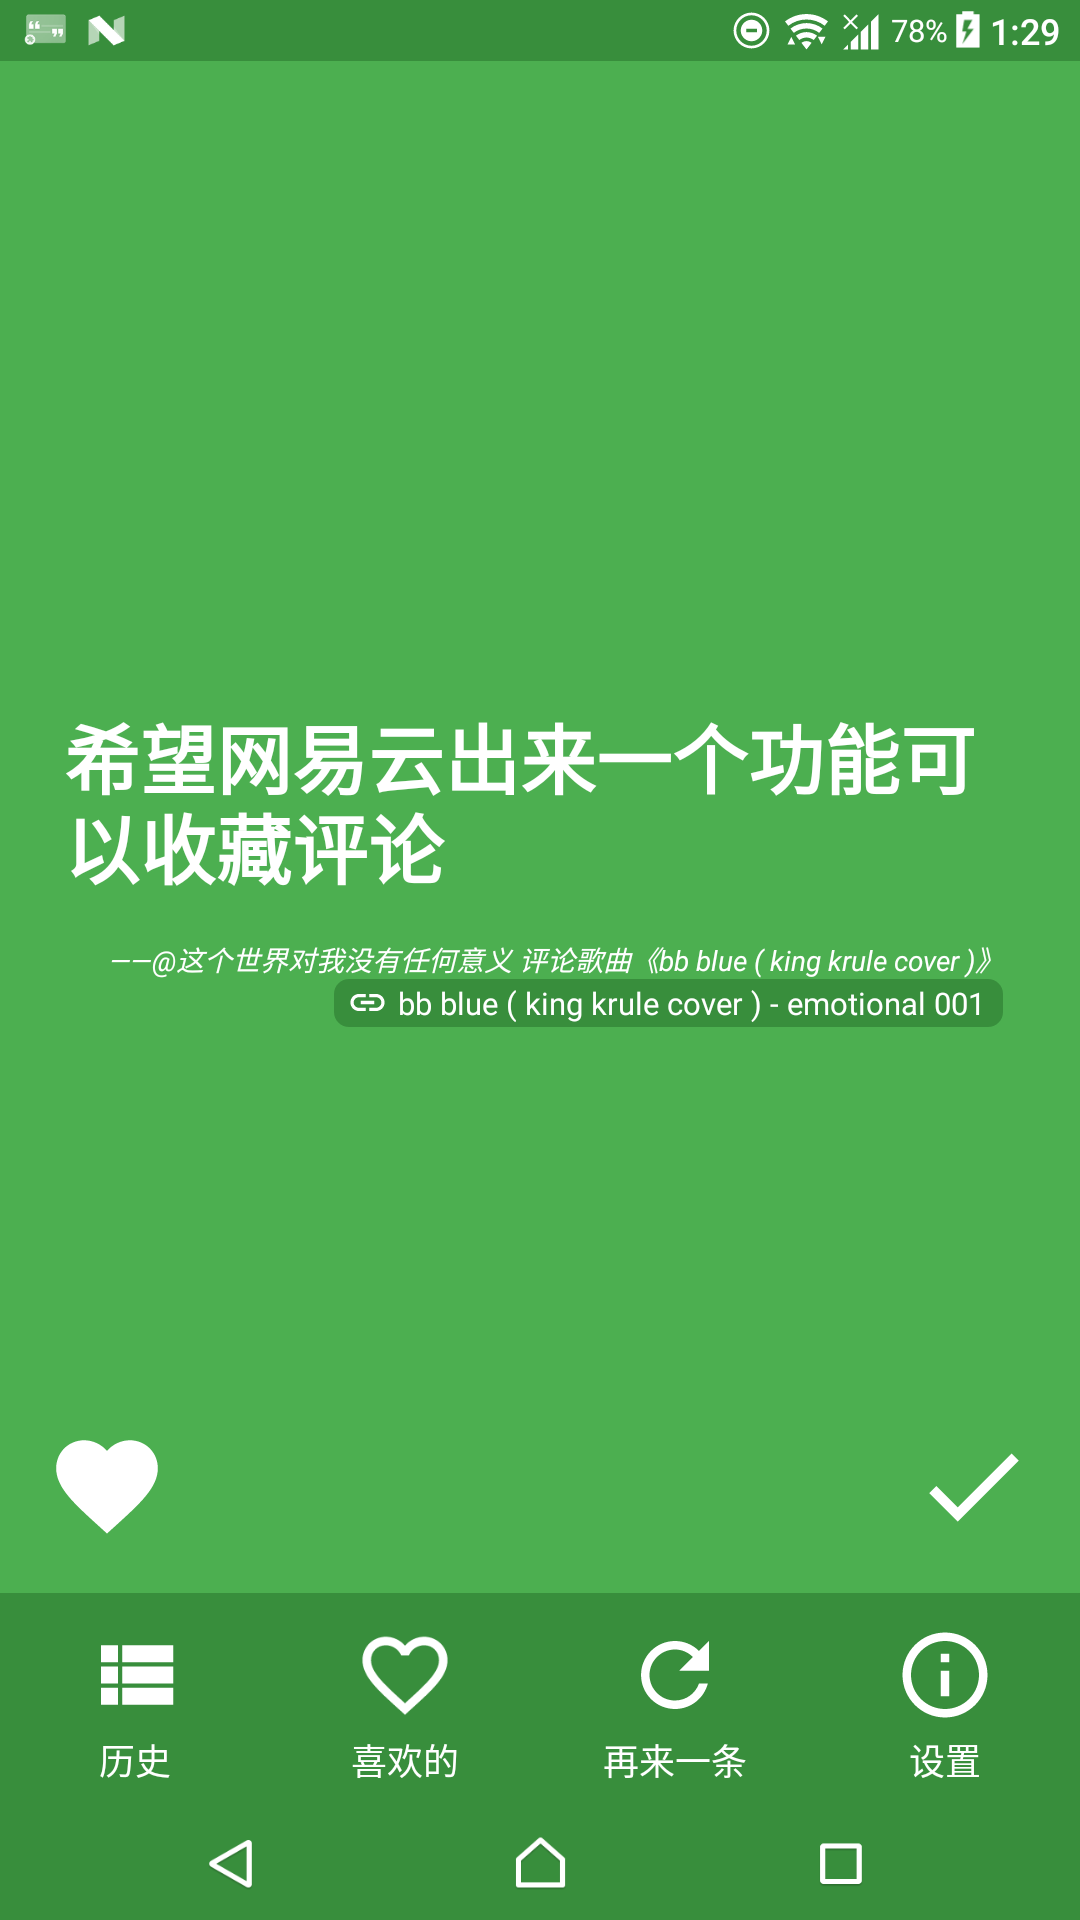 78% 1:29
希望网易云出来一个功能可
以收藏评论
——@这个世界对我没有任何意义 评论歌曲《bb blue ( king krule cover )》
bb blue ( king krule cover ) - emotional 001
历史 喜欢的 再来一条 设置